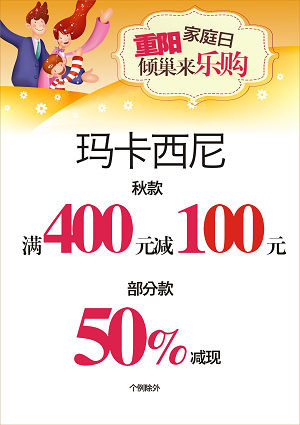 重阳家庭日
倾巢来乐购
玛卡西尼
秋款
满400元减100元
部分款
50%减现
个例除外